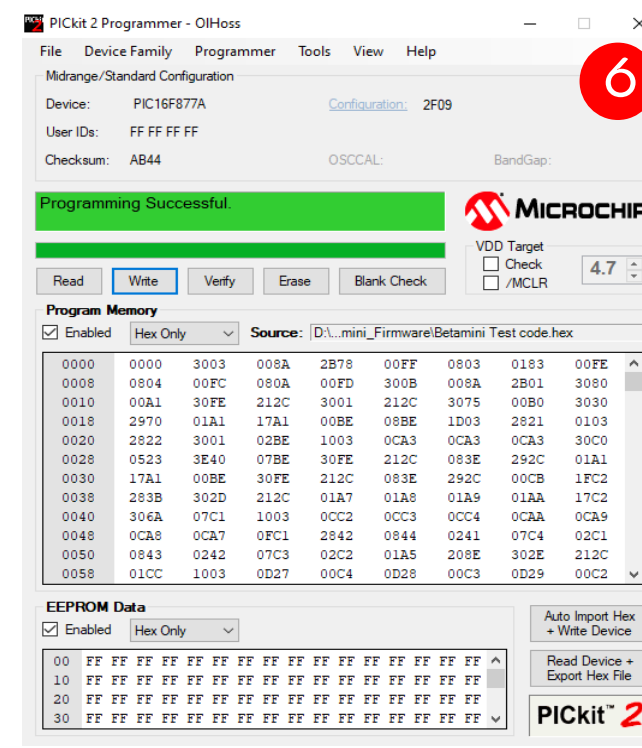 PICkit 2 Programmer - OIHoss
File Device Family Programmer Tools View Help
6
Midrange/Standard Configuration
Device: PIC16F877A Configuration: 2F09
User IDs: FF FF FF FF
Checksum: AB44 OSCCAL: BandGap:
Programming Successful.
MICROCHIP
VDD Target
Check
/MCLR
4.7
Read Write Verify Erase Blank Check
Program Memory
Enabled Hex Only Source: D:\...mini_Firmware\Betamini Test code.hex
0000 0000 3003 008A 2B78 00FF 0803 0183 00FE
0008 0804 00FC 080A 00FD 300B 008A 2B01 3080
0010 00A1 30FE 212C 3001 212C 3075 00B0 3030
0018 2970 01A1 17A1 00BE 08BE 1D03 2821 0103
0020 2822 3001 02BE 1003 0CA3 0CA3 0CA3 30C0
0028 0523 3E40 07BE 30FE 212C 083E 292C 01A1
0030 17A1 00BE 30FE 212C 083E 292C 00CB 1FC2
0038 283B 302D 212C 01A7 01A8 01A9 01AA 17C2
0040 306A 07C1 1003 0CC2 0CC3 0CC4 0CAA 0CA9
0048 0CA8 0CA7 0FC1 2842 0844 0241 07C4 02C1
0050 0843 0242 07C3 02C2 01A5 208E 302E 212C
0058 01CC 1003 0D27 00C4 0D28 00C3 0D29 00C2
EEPROM Data
Enabled Hex Only
Auto Import Hex
+ Write Device
Read Device +
Export Hex File
00 FF FF FF FF FF FF FF FF FF FF FF FF FF FF FF FF
10 FF FF FF FF FF FF FF FF FF FF FF FF FF FF FF FF
20 FF FF FF FF FF FF FF FF FF FF FF FF FF FF FF FF
30 FF FF FF FF FF FF FF FF FF FF FF FF FF FF FF FF
PICkit™ 2